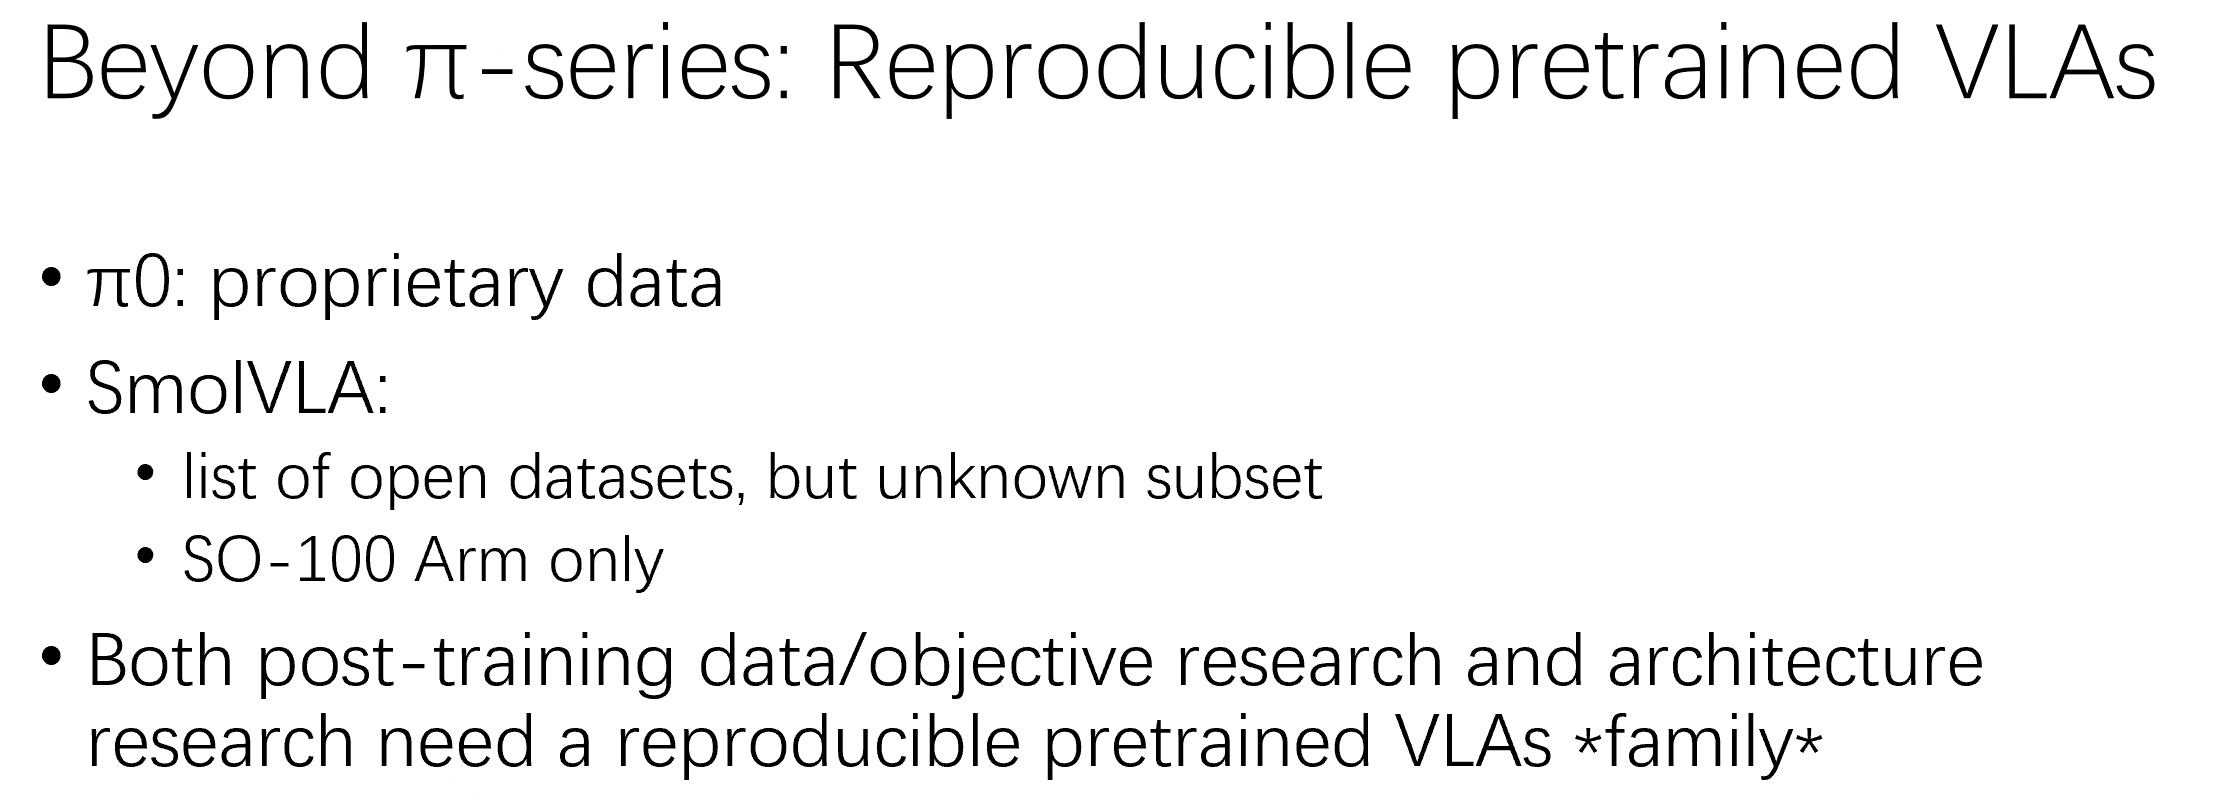 Beyond π-series: Reproducible pretrained VLAs
• π0: proprietary data
• SmolVLA:
• list of open datasets, but unknown subset
• SO-100 Arm only
• Both post-training data/objective research and architecture
research need a reproducible pretrained VLAs *family*